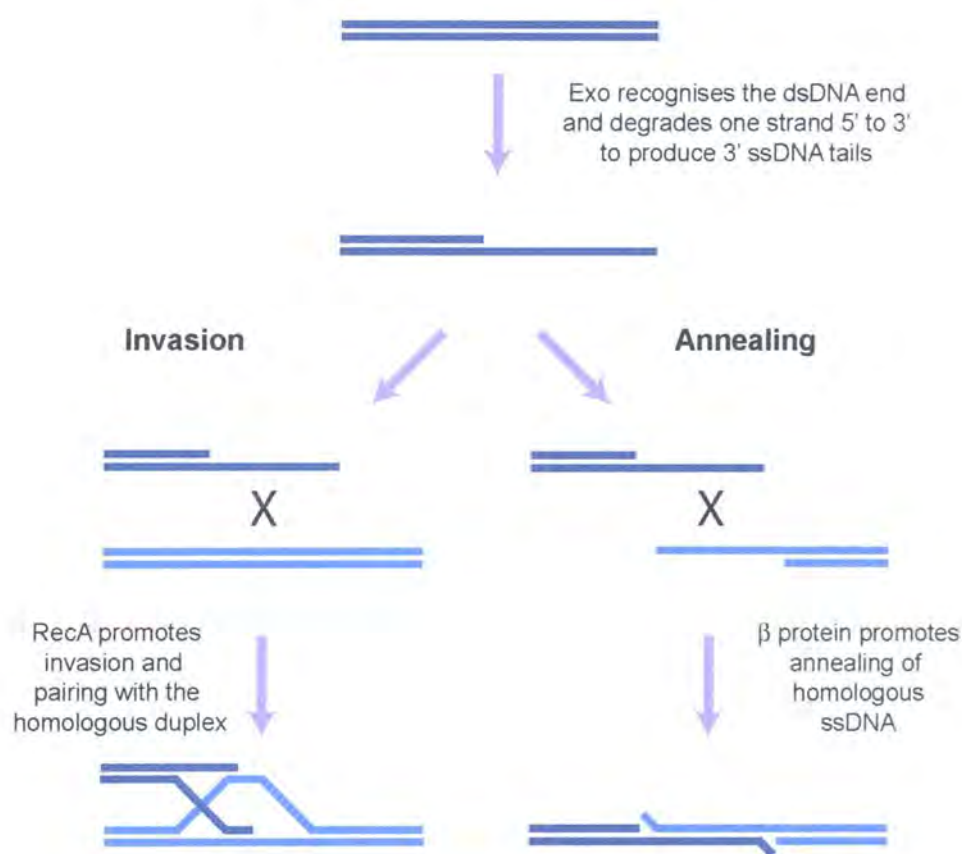 Exo recognises the dsDNA end
and degrades one strand 5' to 3'
to produce 3' ssDNA tails
Invasion
Annealing
X
X
RecA promotes
invasion and
pairing with the
homologous duplex
β protein promotes
annealing of
homologous
ssDNA